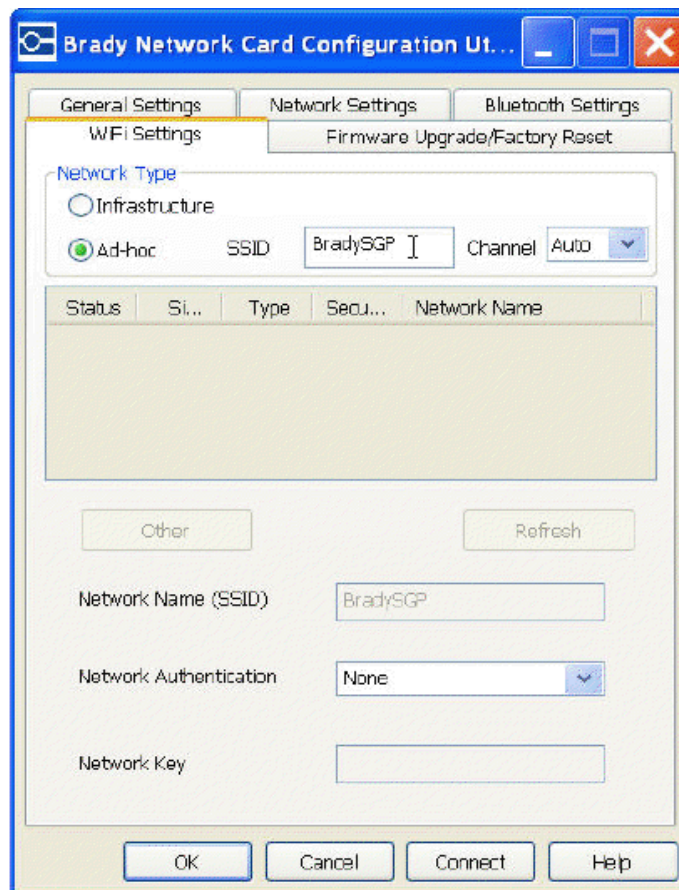 Brady Network Card Configuration Ut...
General Settings Network Settings Bluetooth Settings
WiFi Settings Firmware Upgrade/Factory Reset
Network Type
Infrastructure
Ad-hoc SSID BradySGP Channel Auto
Status Si... Type Secu... Network Name
Other Refresh
Network Name (SSID) BradySGP
Network Authentication None
Network Key
OK Cancel Connect Help